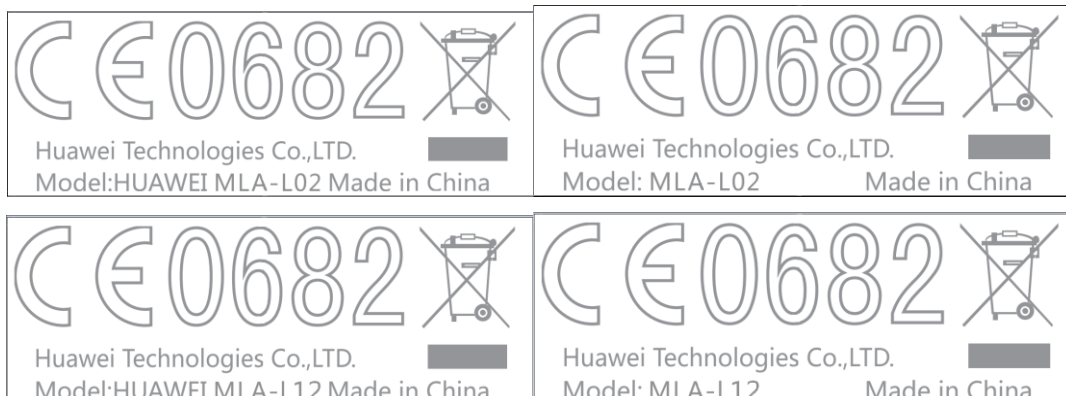 CE0682
Huawei Technologies Co.,LTD.
Model:HUAWEI MLA-L02 Made in China
CE0682
Huawei Technologies Co.,LTD.
Model: MLA-L02 Made in China
CE0682
Huawei Technologies Co.,LTD.
Model:HUAWEI MLA-L12 Made in China
CE0682
Huawei Technologies Co.,LTD.
Model: MLA-L12 Made in China